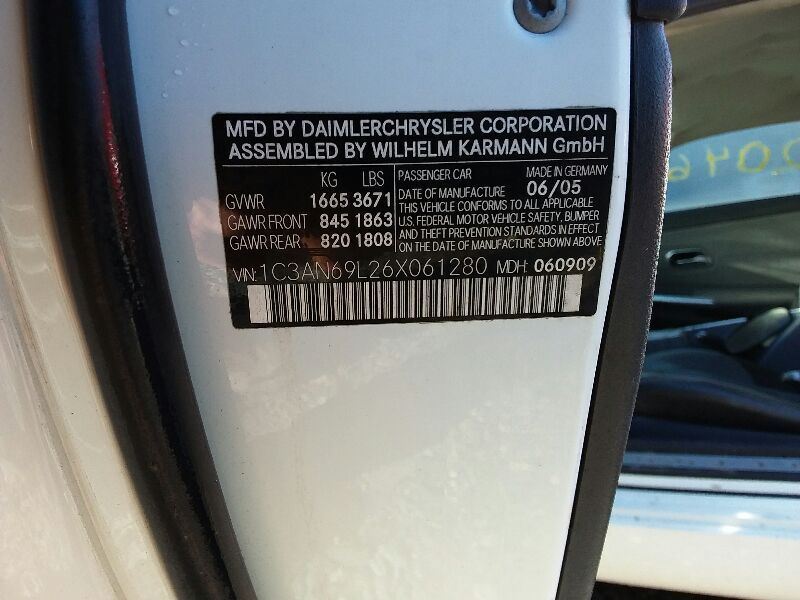 MFD BY DAIMLERCHRYSLER CORPORATION
ASSEMBLED BY WILHELM KARMANN GmbH
KG LBS
GVWR 1665 3671
GAWR FRONT 845 1863
GAWR REAR 820 1808
PASSENGER CAR MADE IN GERMANY
DATE OF MANUFACTURE 06/05
THIS VEHICLE CONFORMS TO ALL APPLICABLE
U.S. FEDERAL MOTOR VEHICLE SAFETY, BUMPER
AND THEFT PREVENTION STANDARDS IN EFFECT
ON THE DATE OF MANUFACTURE SHOWN ABOVE
VIN: 1C3AN69L26X061280 MDH: 060909